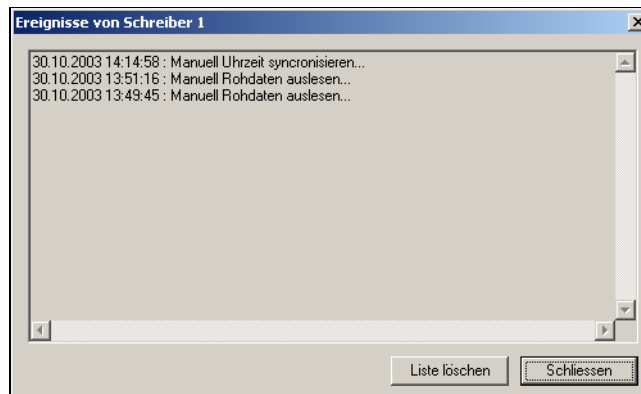 Ereignisse von Schreiber 1
30.10.2003 14:14:58 : Manuell Uhrzeit syncronisieren...
30.10.2003 13:51:16 : Manuell Rohdaten auslesen...
30.10.2003 13:49:45 : Manuell Rohdaten auslesen...
Liste löschen
Schliessen